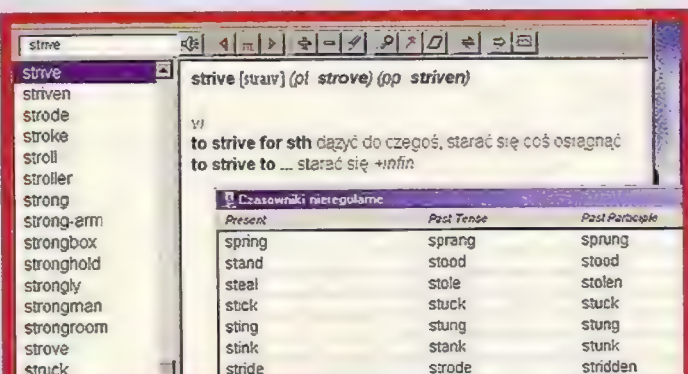 strive
strive
striven
strode
stroke
stroll
stroller
strong
strong-arm
strongbox
stronghold
strongly
strongman
strongroom
strove
struck
strive [straɪv] (pt strove) (pp striven)
vi
to strive for sth dążyć do czegoś, starać się coś osiągnąć
to strive to ... starać się +infin
Czasowniki nieregularne
Present Past Tense Past Participle
spring sprang sprung
stand stood stood
steal stole stolen
stick stuck stuck
sting stung stung
stink stank stunk
stride strode stridden